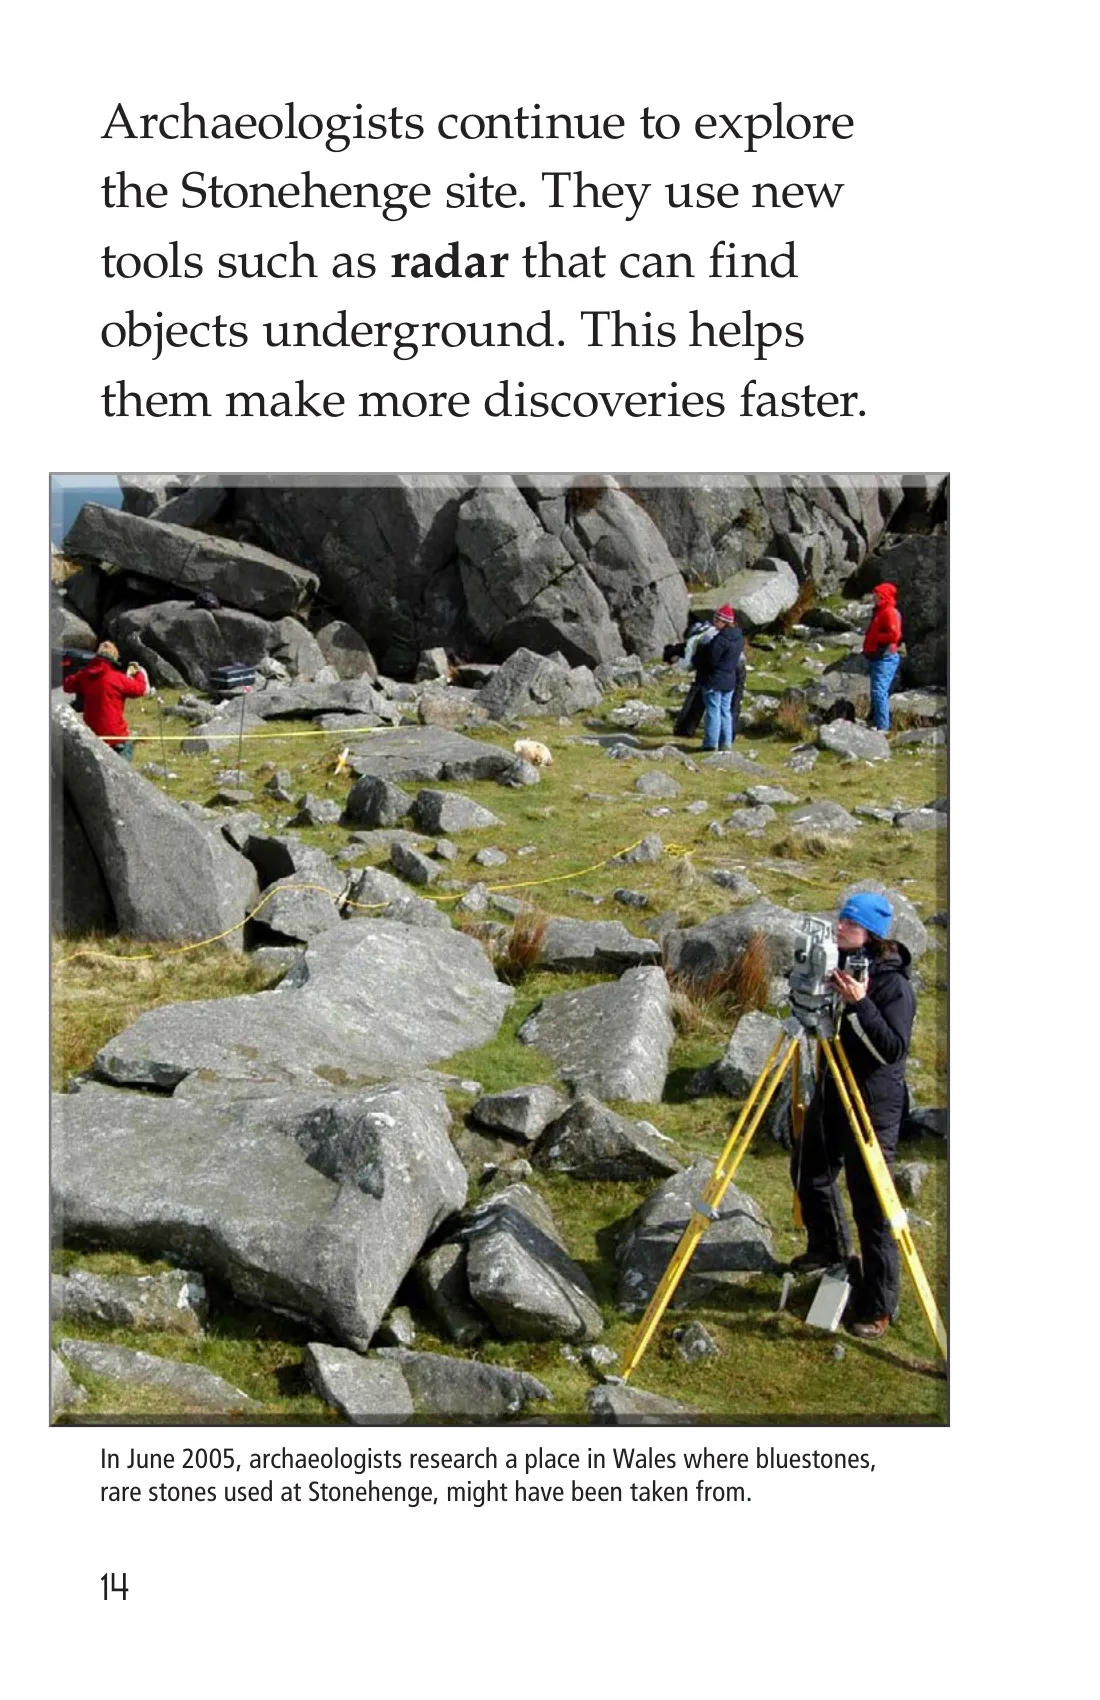 Archaeologists continue to explore
the Stonehenge site. They use new
tools such as radar that can find
objects underground. This helps
them make more discoveries faster.
In June 2005, archaeologists research a place in Wales where bluestones,
rare stones used at Stonehenge, might have been taken from.
14